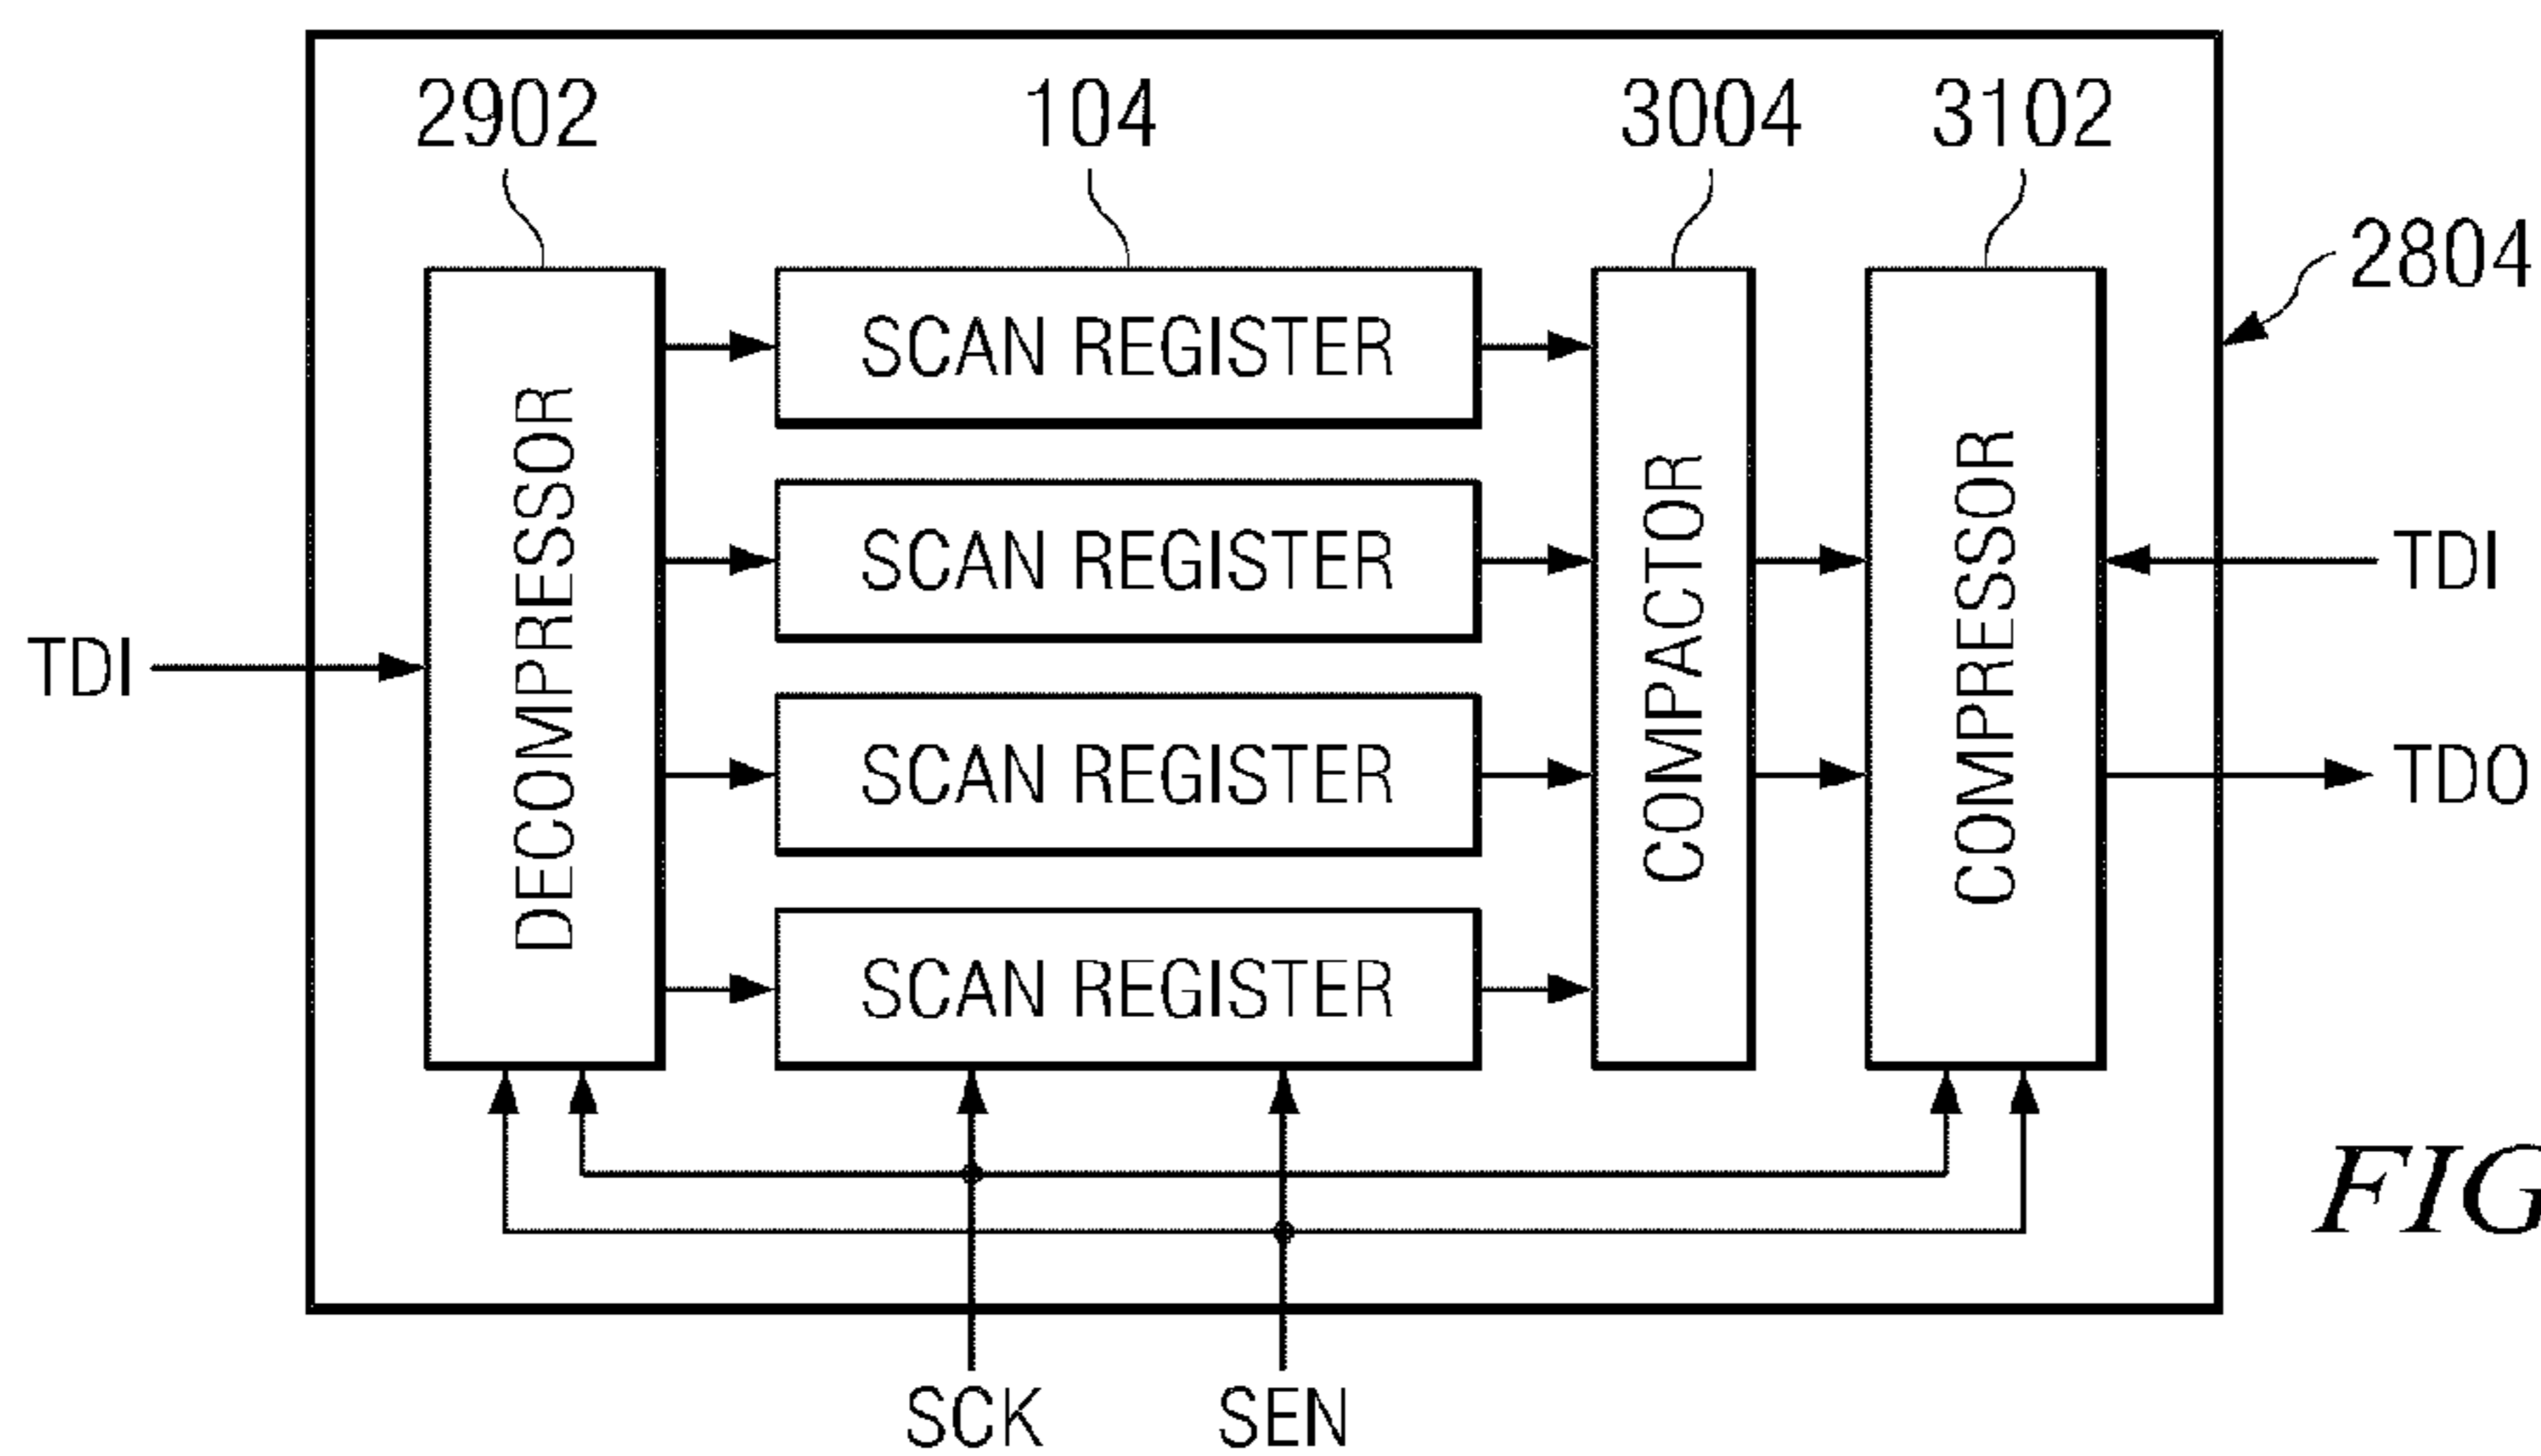 2902
104
3004
3102
2804
DECOMPRESSOR
SCAN REGISTER
SCAN REGISTER
SCAN REGISTER
SCAN REGISTER
COMPACTOR
COMPRESSOR
TDI
TDI
TDO
SCK
SEN
FIG